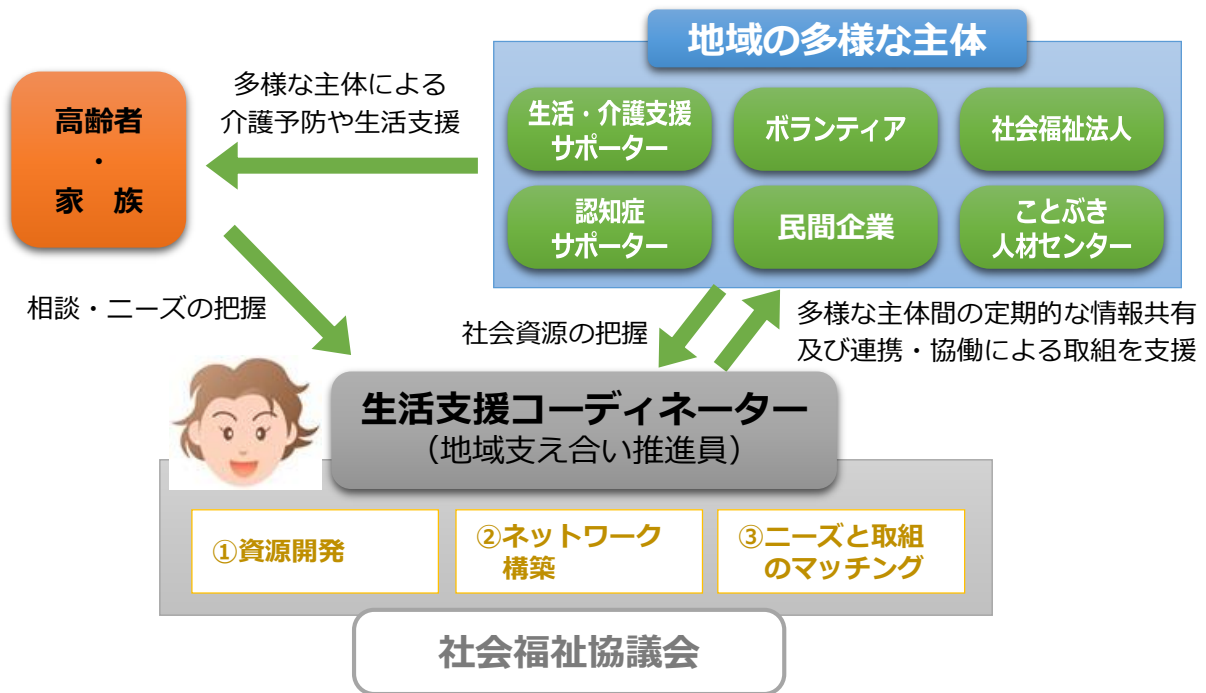 地域の多様な主体
高齢者
・
家　族
多様な主体による
介護予防や生活支援
生活・介護支援
サポーター
ボランティア
社会福祉法人
認知症
サポーター
民間企業
ことぶき
人材センター
相談・ニーズの把握
社会資源の把握
多様な主体間の定期的な情報共有
及び連携・協働による取組を支援
生活支援コーディネーター
（地域支え合い推進員）
①資源開発
②ネットワーク
構築
③ニーズと取組
のマッチング
社会福祉協議会